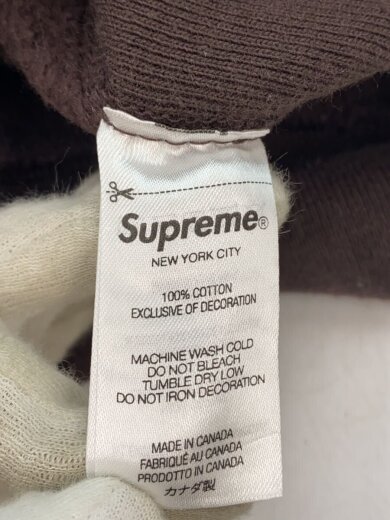 Supreme®
NEW YORK CITY
100% COTTON
EXCLUSIVE OF DECORATION
MACHINE WASH COLD
DO NOT BLEACH
TUMBLE DRY LOW
DO NOT IRON DECORATION
MADE IN CANADA
FABRIQUÉ AU CANADA
PRODOTTO IN CANADA
カナダ製